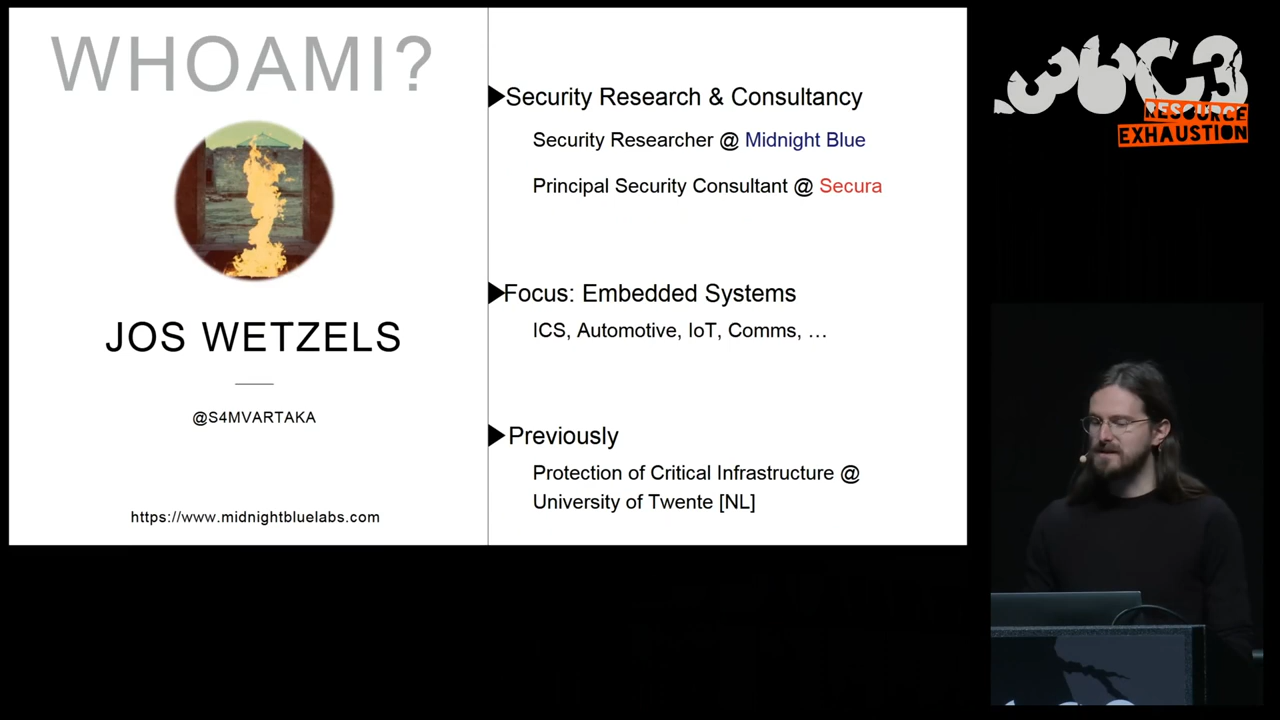 WHOAMI?
JOS WETZELS
@S4MVARTAKA
https://www.midnightbluelabs.com
Security Research & Consultancy
Security Researcher @ Midnight Blue
Principal Security Consultant @ Secura
Focus: Embedded Systems
ICS, Automotive, IoT, Comms, …
Previously
Protection of Critical Infrastructure @
University of Twente [NL]
36C3
RESOURCE
EXHAUSTION